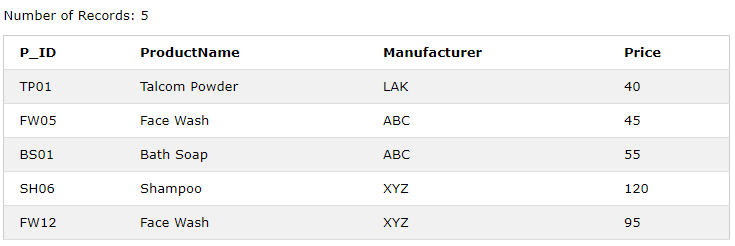 Number of Records: 5
P_ID ProductName Manufacturer Price
TP01 Talcom Powder LAK 40
FW05 Face Wash ABC 45
BS01 Bath Soap ABC 55
SH06 Shampoo XYZ 120
FW12 Face Wash XYZ 95